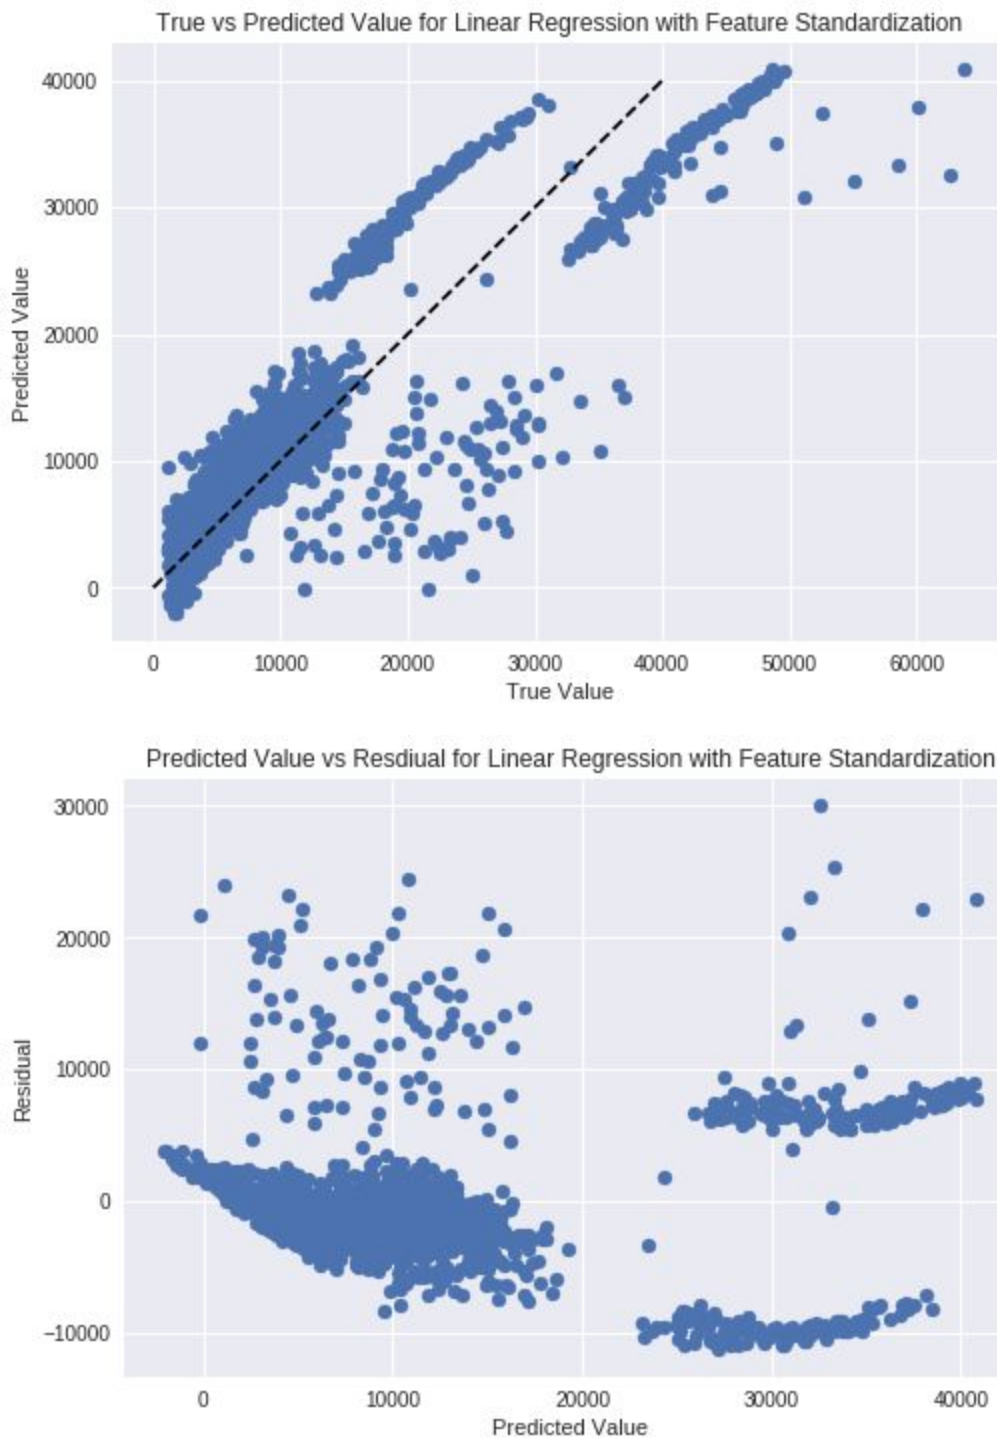 True vs Predicted Value for Linear Regression with Feature Standardization
40000
30000
20000
10000
0
Predicted Value
0 10000 20000 30000 40000 50000 60000
True Value
Predicted Value vs Resdiual for Linear Regression with Feature Standardization
30000
20000
10000
0
−10000
Residual
0 10000 20000 30000 40000
Predicted Value